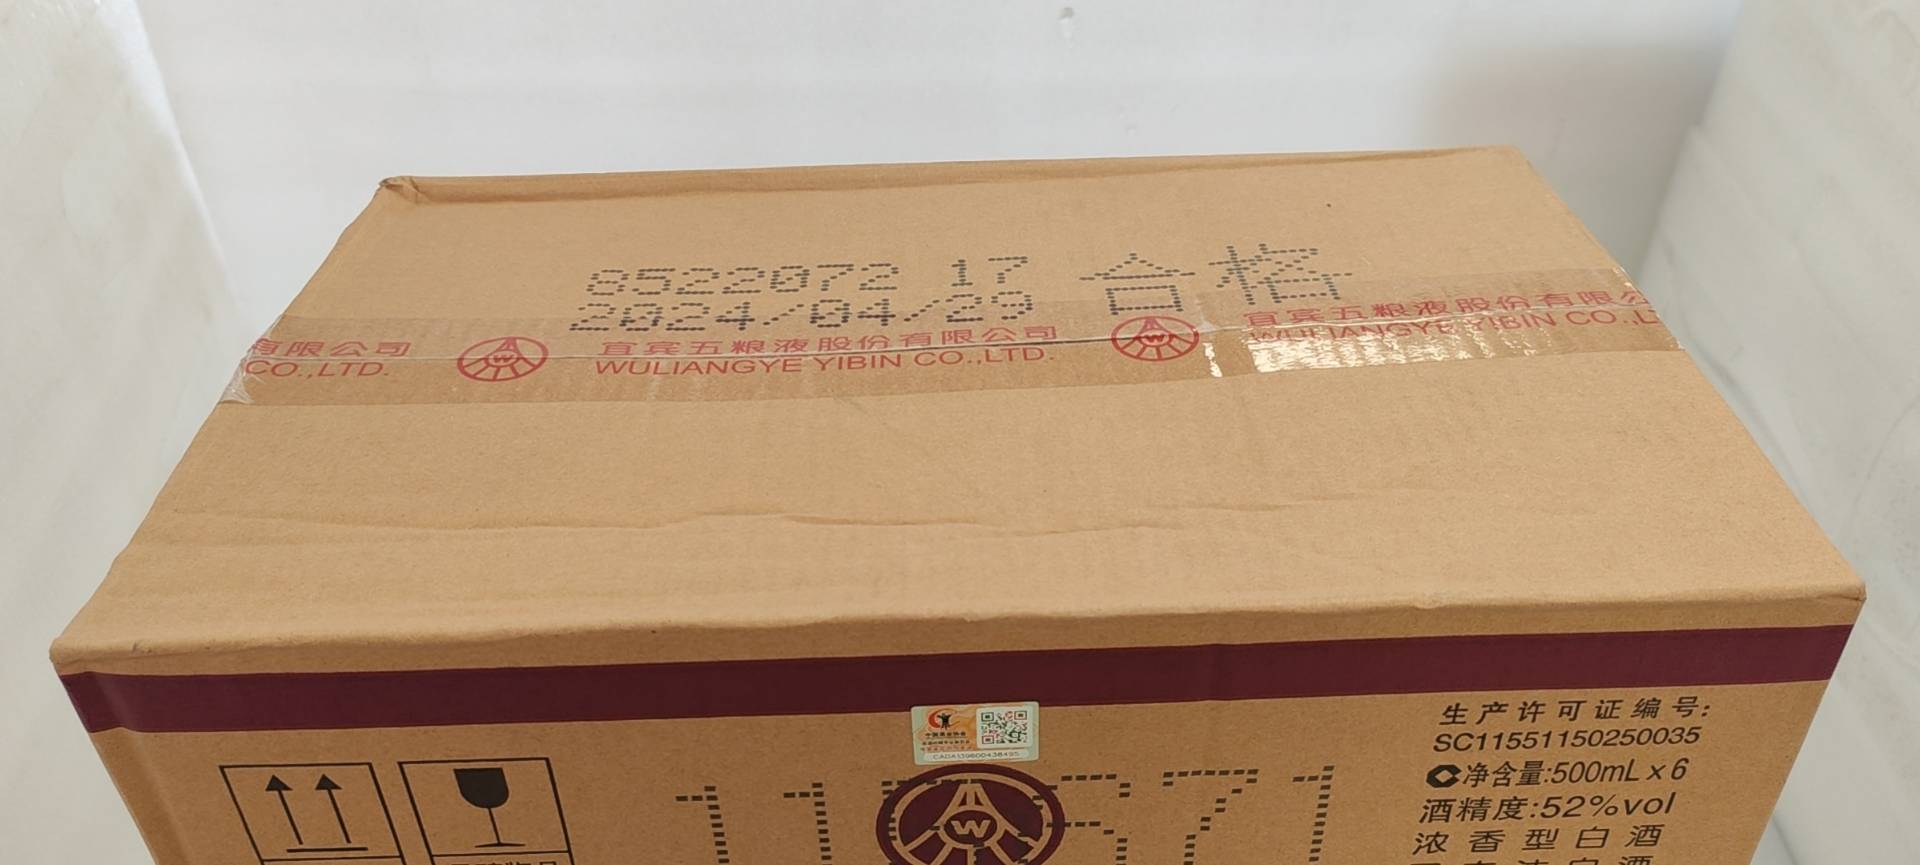 8522072 17 合格
2024/04/29
有限公司 宜宾五粮液股份有限公司 宜宾五粮液股份有限公
CO.,LTD. WULIANGYE YIBIN CO.,LTD. WULIANGYE YIBIN CO.,L
生产许可证编号:
SC11551150250035
净含量:500mL×6
酒精度:52%vol
浓香型白酒
W